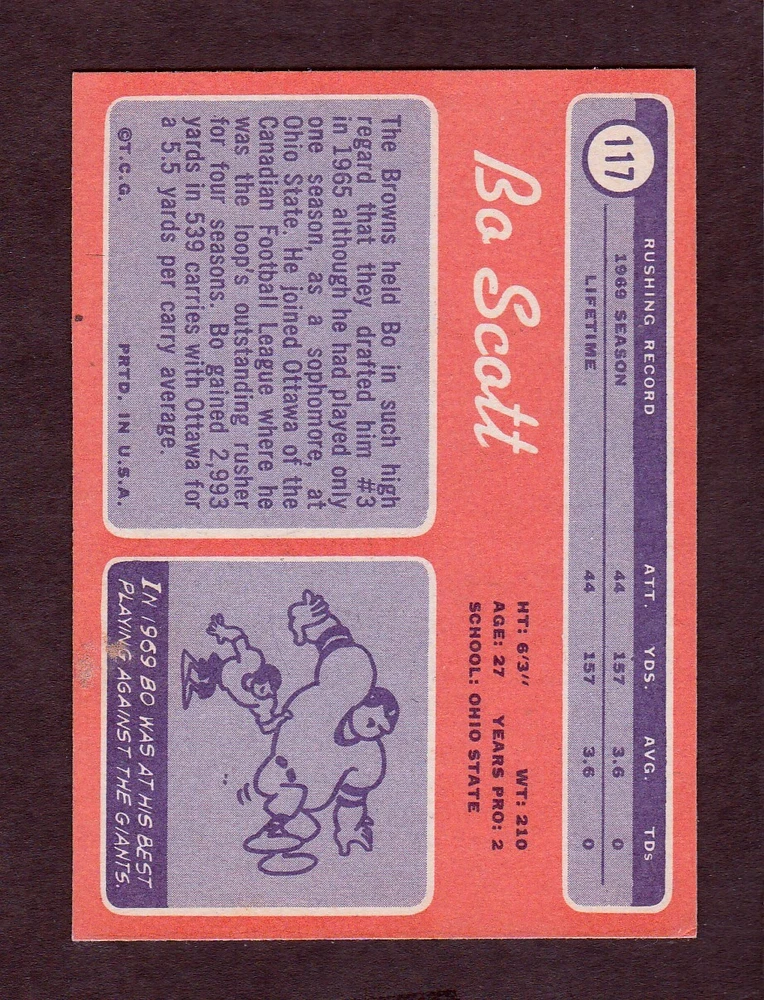 117
RUSHING RECORD ATT. YDS. AVG. TDs
1969 SEASON 44 157 3.6 0
LIFETIME 44 157 3.6 0
Bo Scott
HT: 6'3" WT: 210
AGE: 27 YEARS PRO: 2
SCHOOL: OHIO STATE
The Browns held Bo in such high
regard that they drafted him #3
in 1965 although he had played only
one season, as a sophomore, at
Ohio State. He joined Ottawa of the
Canadian Football League where he
was the loop's outstanding rusher
for four seasons. Bo gained 2,993
yards in 539 carries with Ottawa for
a 5.5 yards per carry average.
©T.C.G. PRTD. IN U.S.A.
IN 1969 BO WAS AT HIS BEST
PLAYING AGAINST THE GIANTS.